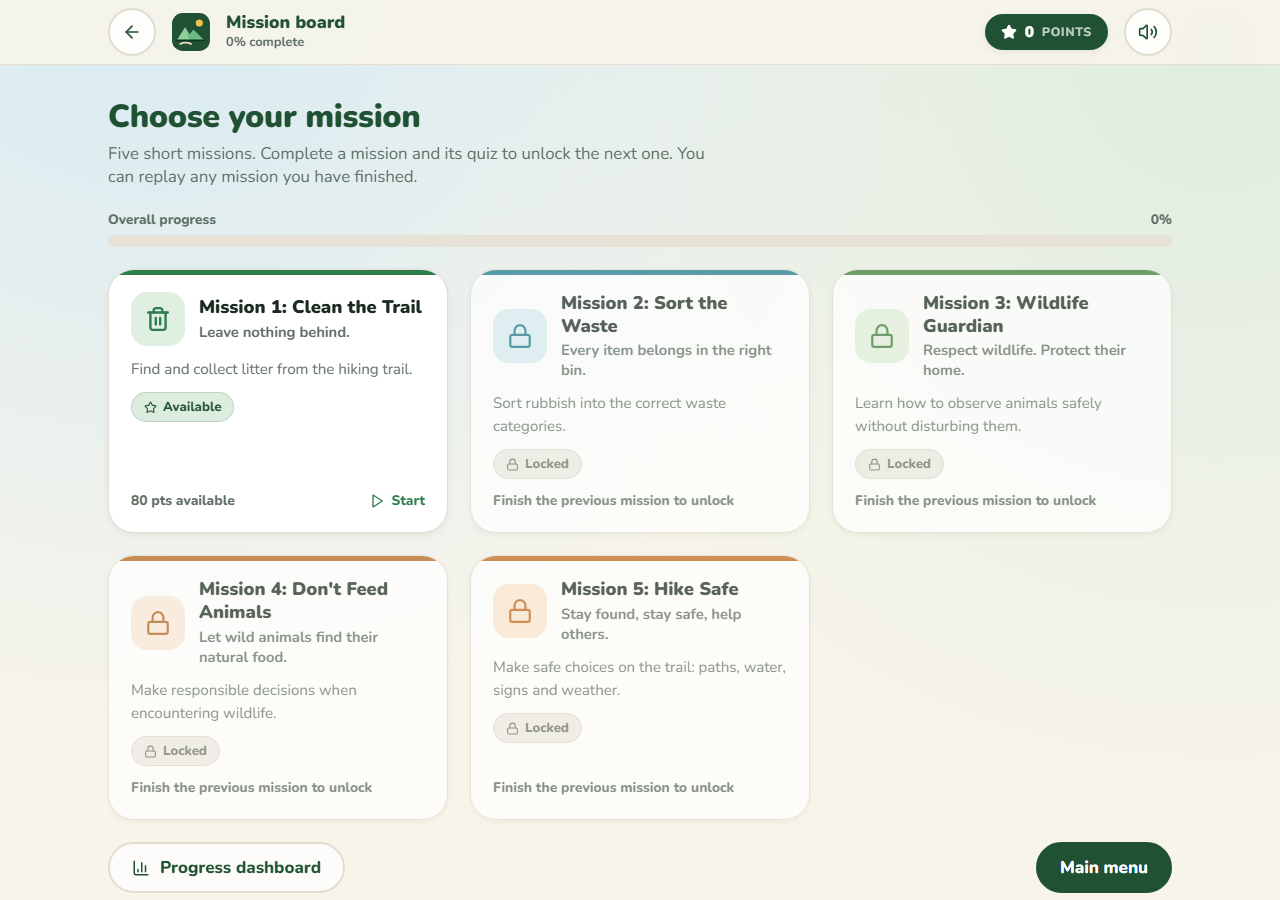 Mission board
0% complete
0 POINTS
Choose your mission
Five short missions. Complete a mission and its quiz to unlock the next one. You
can replay any mission you have finished.
Overall progress
0%
Mission 1: Clean the Trail
Leave nothing behind.
Find and collect litter from the hiking trail.
Available
80 pts available
Start
Mission 2: Sort the
Waste
Every item belongs in the right
bin.
Sort rubbish into the correct waste
categories.
Locked
Finish the previous mission to unlock
Mission 3: Wildlife
Guardian
Respect wildlife. Protect their
home.
Learn how to observe animals safely
without disturbing them.
Locked
Finish the previous mission to unlock
Mission 4: Don't Feed
Animals
Let wild animals find their
natural food.
Make responsible decisions when
encountering wildlife.
Locked
Finish the previous mission to unlock
Mission 5: Hike Safe
Stay found, stay safe, help
others.
Make safe choices on the trail: paths, water,
signs and weather.
Locked
Finish the previous mission to unlock
Progress dashboard
Main menu